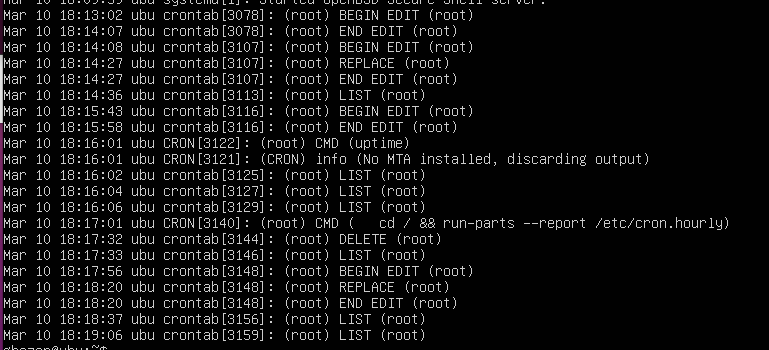 Mar 10 18:13:02 ubu crontab[3078]: (root) BEGIN EDIT (root)
Mar 10 18:14:07 ubu crontab[3078]: (root) END EDIT (root)
Mar 10 18:14:08 ubu crontab[3107]: (root) BEGIN EDIT (root)
Mar 10 18:14:27 ubu crontab[3107]: (root) REPLACE (root)
Mar 10 18:14:27 ubu crontab[3107]: (root) END EDIT (root)
Mar 10 18:14:36 ubu crontab[3113]: (root) LIST (root)
Mar 10 18:15:43 ubu crontab[3116]: (root) BEGIN EDIT (root)
Mar 10 18:15:58 ubu crontab[3116]: (root) END EDIT (root)
Mar 10 18:16:01 ubu CRON[3122]: (root) CMD (uptime)
Mar 10 18:16:01 ubu CRON[3121]: (CRON) info (No MTA installed, discarding output)
Mar 10 18:16:02 ubu crontab[3125]: (root) LIST (root)
Mar 10 18:16:04 ubu crontab[3127]: (root) LIST (root)
Mar 10 18:16:06 ubu crontab[3129]: (root) LIST (root)
Mar 10 18:17:01 ubu CRON[3140]: (root) CMD (   cd / && run-parts --report /etc/cron.hourly)
Mar 10 18:17:32 ubu crontab[3144]: (root) DELETE (root)
Mar 10 18:17:33 ubu crontab[3146]: (root) LIST (root)
Mar 10 18:17:56 ubu crontab[3148]: (root) BEGIN EDIT (root)
Mar 10 18:18:20 ubu crontab[3148]: (root) REPLACE (root)
Mar 10 18:18:20 ubu crontab[3148]: (root) END EDIT (root)
Mar 10 18:18:37 ubu crontab[3156]: (root) LIST (root)
Mar 10 18:19:06 ubu crontab[3159]: (root) LIST (root)